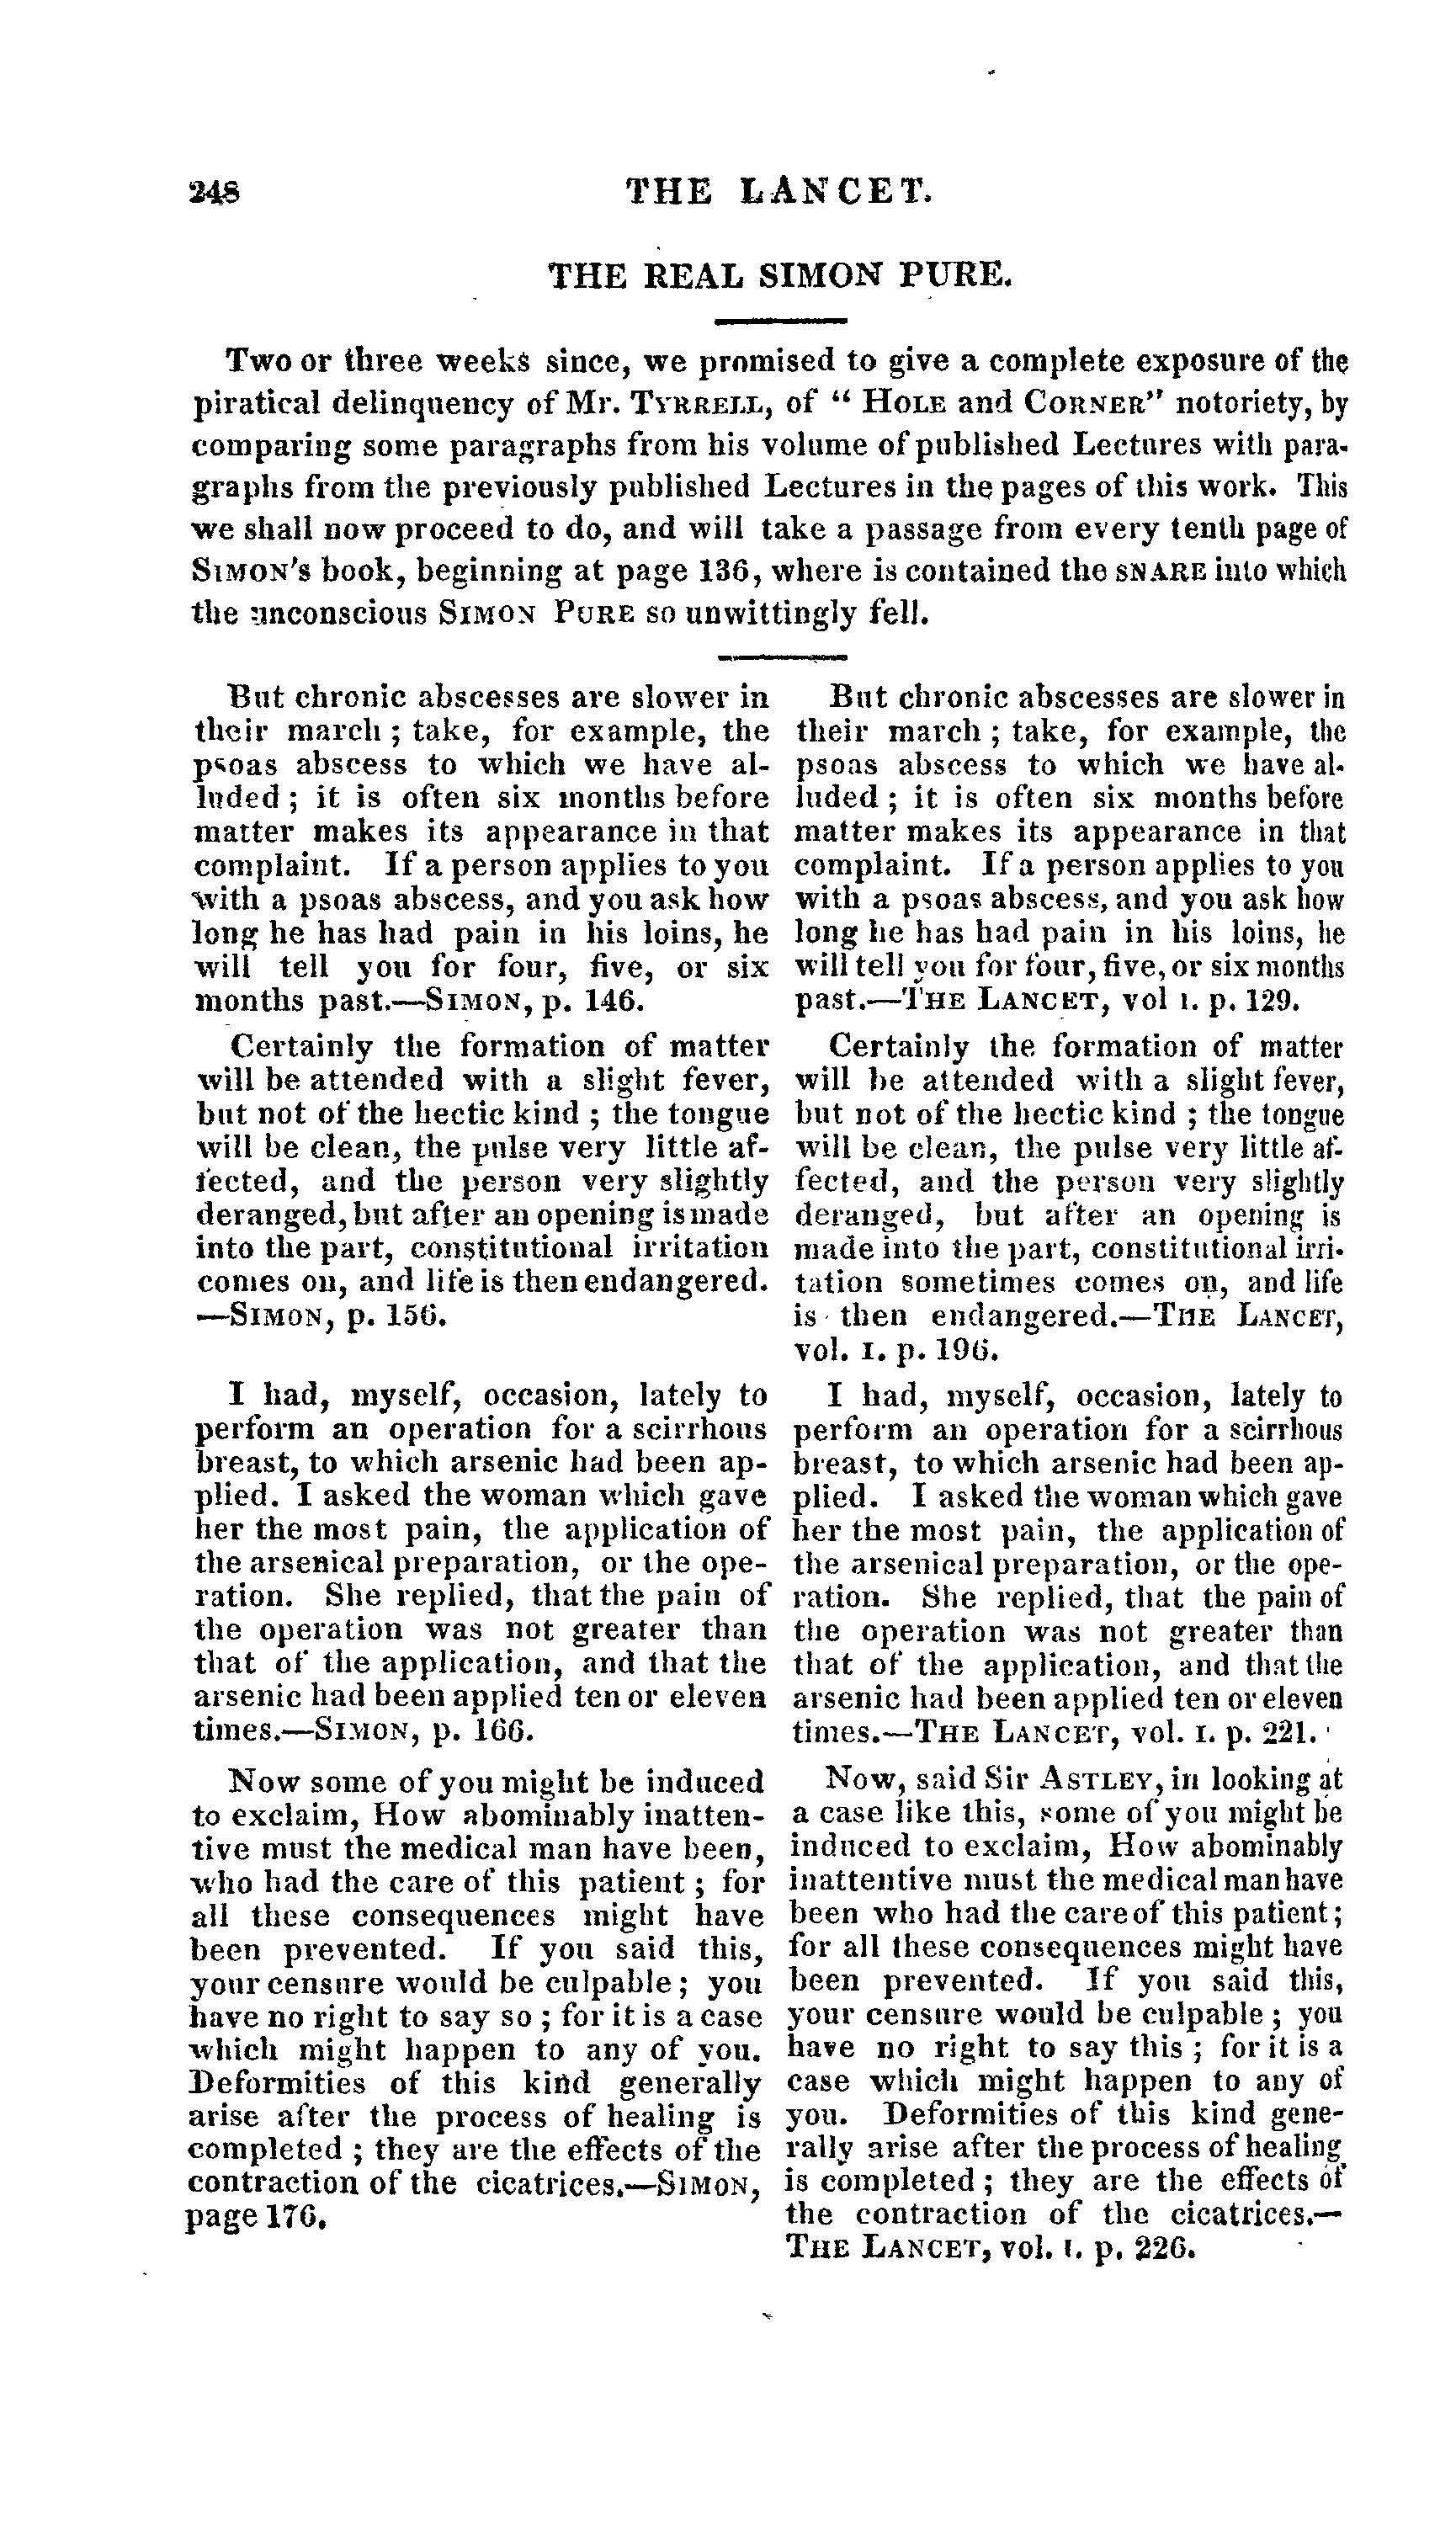 248
THE LANCET.
THE REAL SIMON PURE.
Two or three weeks since, we promised to give a complete exposure of the
piratical delinquency of Mr. TYRRELL, of " HOLE and CORNER" notoriety, by
comparing some paragraphs from his volume of published Lectures with para-
graphs from the previously published Lectures in the pages of this work. This
we shall now proceed to do, and will take a passage from every tenth page of
SIMON's book, beginning at page 136, where is contained the SNARE into which
the unconscious SIMON PURE so unwittingly fell.
But chronic abscesses are slower in
their march ; take, for example, the
psoas abscess to which we have al-
luded ; it is often six months before
matter makes its appearance in that
complaint. If a person applies to you
with a psoas abscess, and you ask how
long he has had pain in his loins, he
will tell you for four, five, or six
months past.—SIMON, p. 146.
Certainly the formation of matter
will be attended with a slight fever,
but not of the hectic kind ; the tongue
will be clean, the pulse very little af-
fected, and the person very slightly
deranged, but after an opening is made
into the part, constitutional irritation
comes on, and life is then endangered.
—SIMON, p. 156.
I had, myself, occasion, lately to
perform an operation for a scirrhous
breast, to which arsenic had been ap-
plied. I asked the woman which gave
her the most pain, the application of
the arsenical preparation, or the ope-
ration. She replied, that the pain of
the operation was not greater than
that of the application, and that the
arsenic had been applied ten or eleven
times.—SIMON, p. 166.
Now some of you might be induced
to exclaim, How abominably inatten-
tive must the medical man have been,
who had the care of this patient ; for
all these consequences might have
been prevented. If you said this,
your censure would be culpable ; you
have no right to say so ; for it is a case
which might happen to any of you.
Deformities of this kind generally
arise after the process of healing is
completed ; they are the effects of the
contraction of the cicatrices.—SIMON,
page 176.
But chronic abscesses are slower in
their march ; take, for example, the
psoas abscess to which we have al-
luded ; it is often six months before
matter makes its appearance in that
complaint. If a person applies to you
with a psoas abscess, and you ask how
long he has had pain in his loins, he
will tell you for four, five, or six months
past.—THE LANCET, vol I. p. 129.
Certainly the formation of matter
will be attended with a slight fever,
but not of the hectic kind ; the tongue
will be clean, the pulse very little af-
fected, and the person very slightly
deranged, but after an opening is
made into the part, constitutional irri-
tation sometimes comes on, and life
is then endangered.—THE LANCET,
vol. I. p. 196.
I had, myself, occasion, lately to
perform an operation for a scirrhous
breast, to which arsenic had been ap-
plied. I asked the woman which gave
her the most pain, the application of
the arsenical preparation, or the ope-
ration. She replied, that the pain of
the operation was not greater than
that of the application, and that the
arsenic had been applied ten or eleven
times.—THE LANCET, vol. I. p. 221.
Now, said Sir ASTLEY, in looking at
a case like this, some of you might be
induced to exclaim, How abominably
inattentive must the medical man have
been who had the care of this patient ;
for all these consequences might have
been prevented. If you said this,
your censure would be culpable ; you
have no right to say this ; for it is a
case which might happen to any of
you. Deformities of this kind gene-
rally arise after the process of healing
is completed ; they are the effects of
the contraction of the cicatrices.—
THE LANCET, vol. I. p. 226.